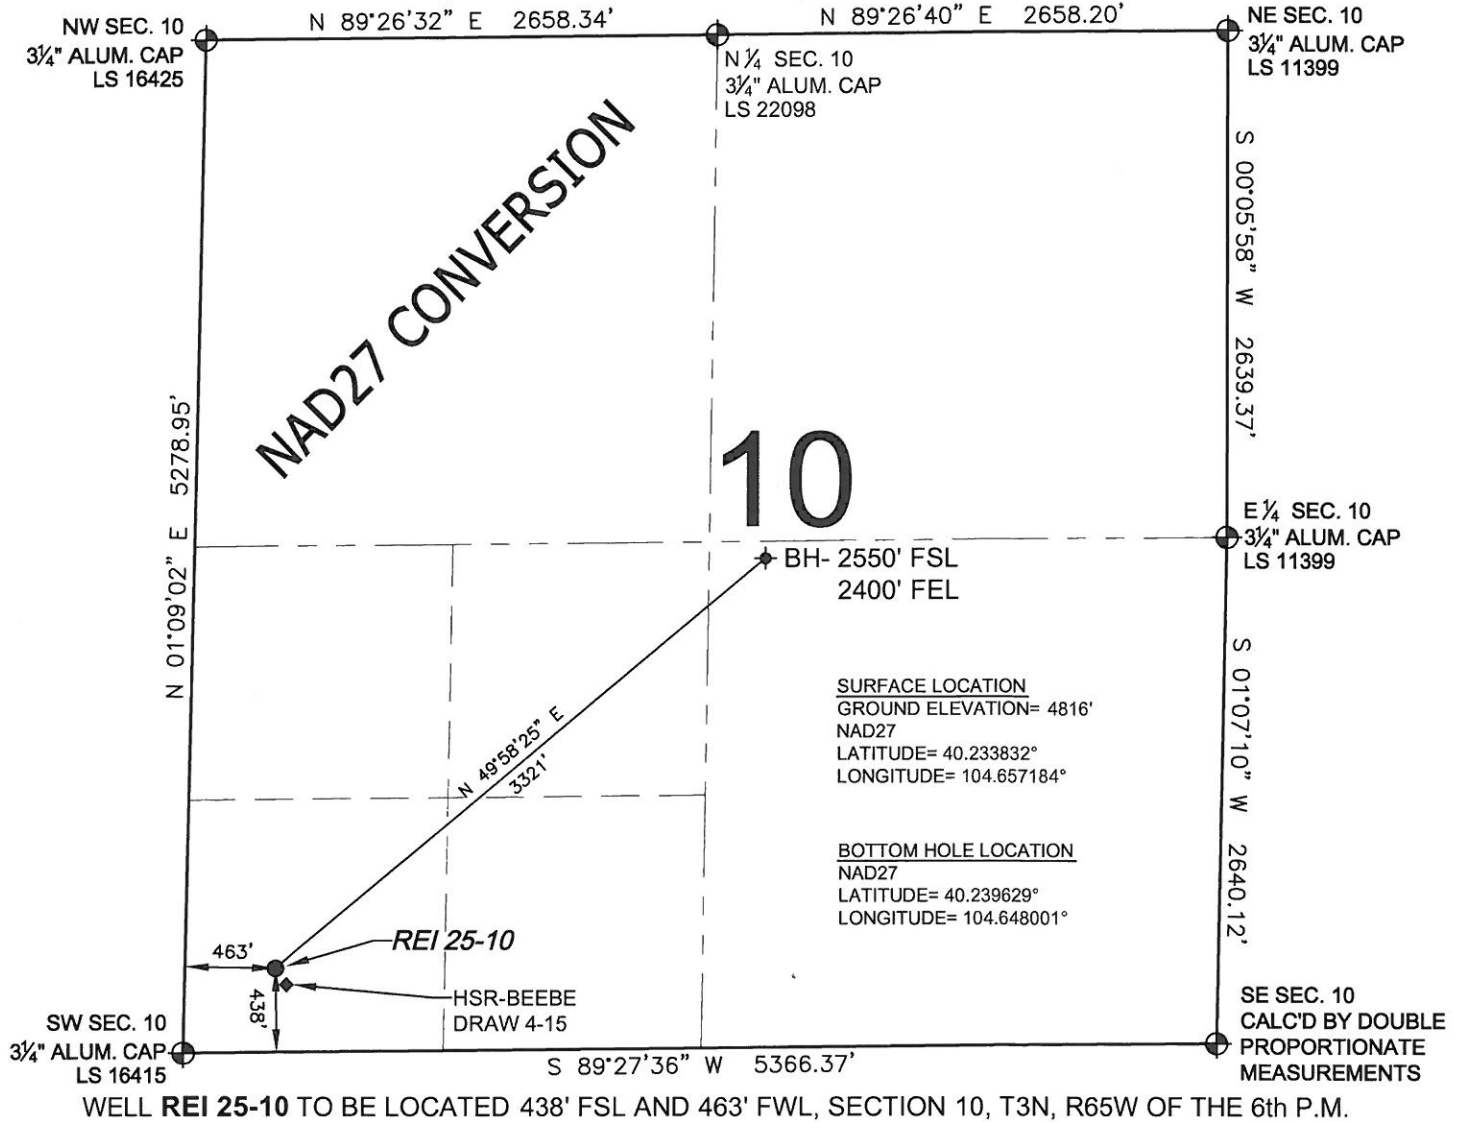 N 89°26'32" E 2658.34'
N 89°26'40" E 2658.20'
NW SEC. 10
3¼" ALUM. CAP
LS 16425
N ¼ SEC. 10
3¼" ALUM. CAP
LS 22098
NE SEC. 10
3¼" ALUM. CAP
LS 11399
NAD27 CONVERSION
S 00°05'58" W 2639.37'
N 01°09'02" E 5278.95'
10
E ¼ SEC. 10
3¼" ALUM. CAP
LS 11399
BH- 2550' FSL
2400' FEL
N 49°58'25" E
3321'
SURFACE LOCATION
GROUND ELEVATION= 4816'
NAD27
LATITUDE= 40.233832°
LONGITUDE= 104.657184°
S 01°07'10" W 2640.12'
BOTTOM HOLE LOCATION
NAD27
LATITUDE= 40.239629°
LONGITUDE= 104.648001°
463'
REI 25-10
438'
HSR-BEEBE
DRAW 4-15
SW SEC. 10
3¼" ALUM. CAP
LS 16415
SE SEC. 10
CALC'D BY DOUBLE
PROPORTIONATE
MEASUREMENTS
S 89°27'36" W 5366.37'
WELL REI 25-10 TO BE LOCATED 438' FSL AND 463' FWL, SECTION 10, T3N, R65W OF THE 6th P.M.